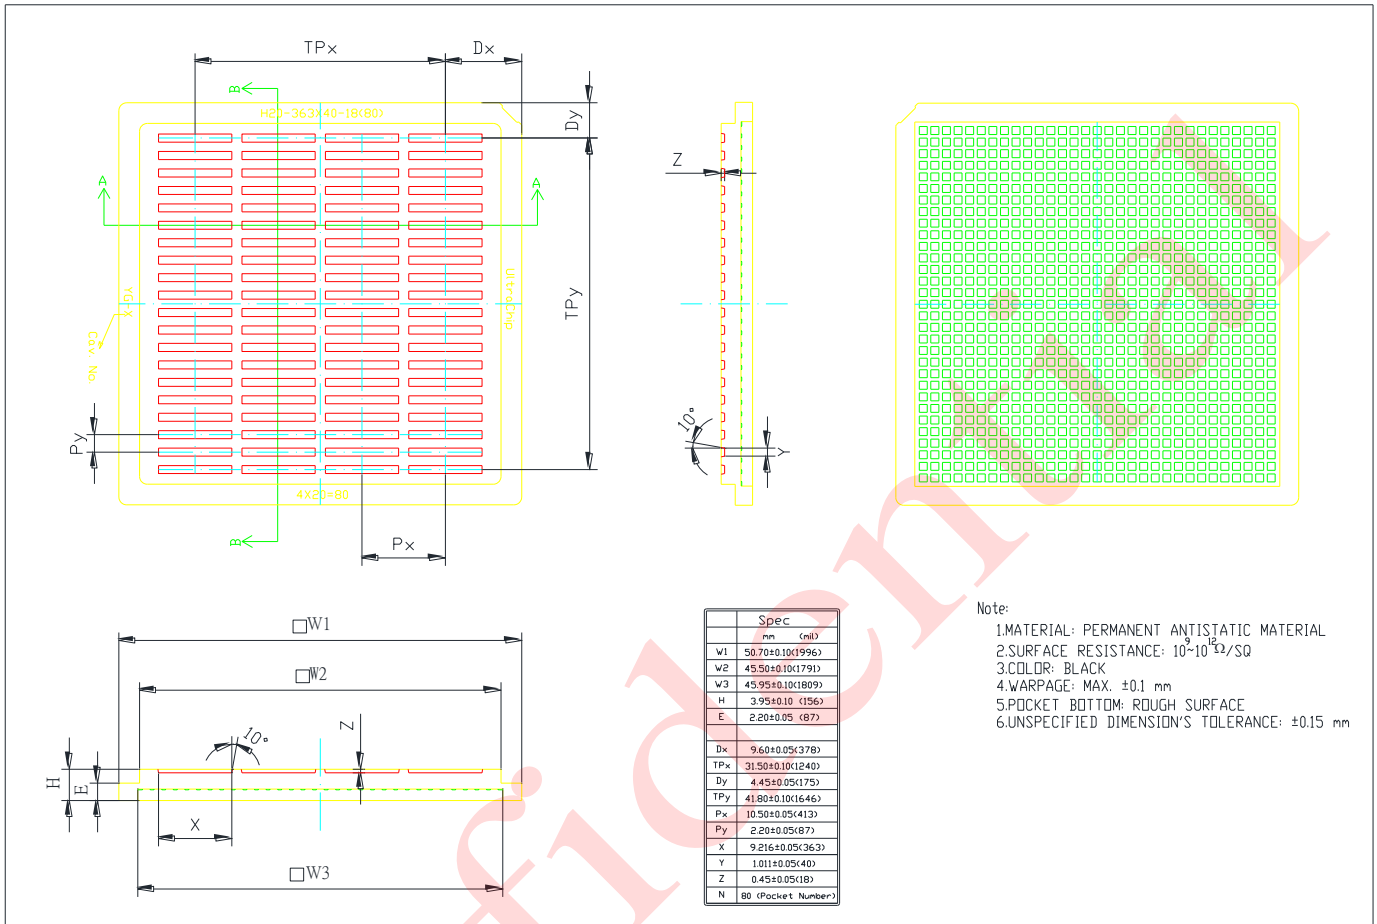 TPx
Dx
B
H20-363X40-18(80)
Dy
Z
A
A
TPy
UltraChip
YG-X
Cav. No
10°
Py
Y
4X20=80
B
Px
□W1
□W2
10°
Z
H
E
X
□W3
Spec
mm (mil)
W1 50.70±0.10(1996)
W2 45.50±0.10(1791)
W3 45.95±0.10(1809)
H 3.95±0.10 (156)
E 2.20±0.05 (87)
Dx 9.60±0.05(378)
TPx 31.50±0.10(1240)
Dy 4.45±0.05(175)
TPy 41.80±0.10(1646)
Px 10.50±0.05(413)
Py 2.20±0.05(87)
X 9.216±0.05(363)
Y 1.011±0.05(40)
Z 0.45±0.05(18)
N 80 (Pocket Number)
Note:
1.MATERIAL: PERMANENT ANTISTATIC MATERIAL
2.SURFACE RESISTANCE: 10⁹~10¹²Ω/SQ
3.COLOR: BLACK
4.WARPAGE: MAX. ±0.1 mm
5.POCKET BOTTOM: ROUGH SURFACE
6.UNSPECIFIED DIMENSION'S TOLERANCE: ±0.15 mm
fidential